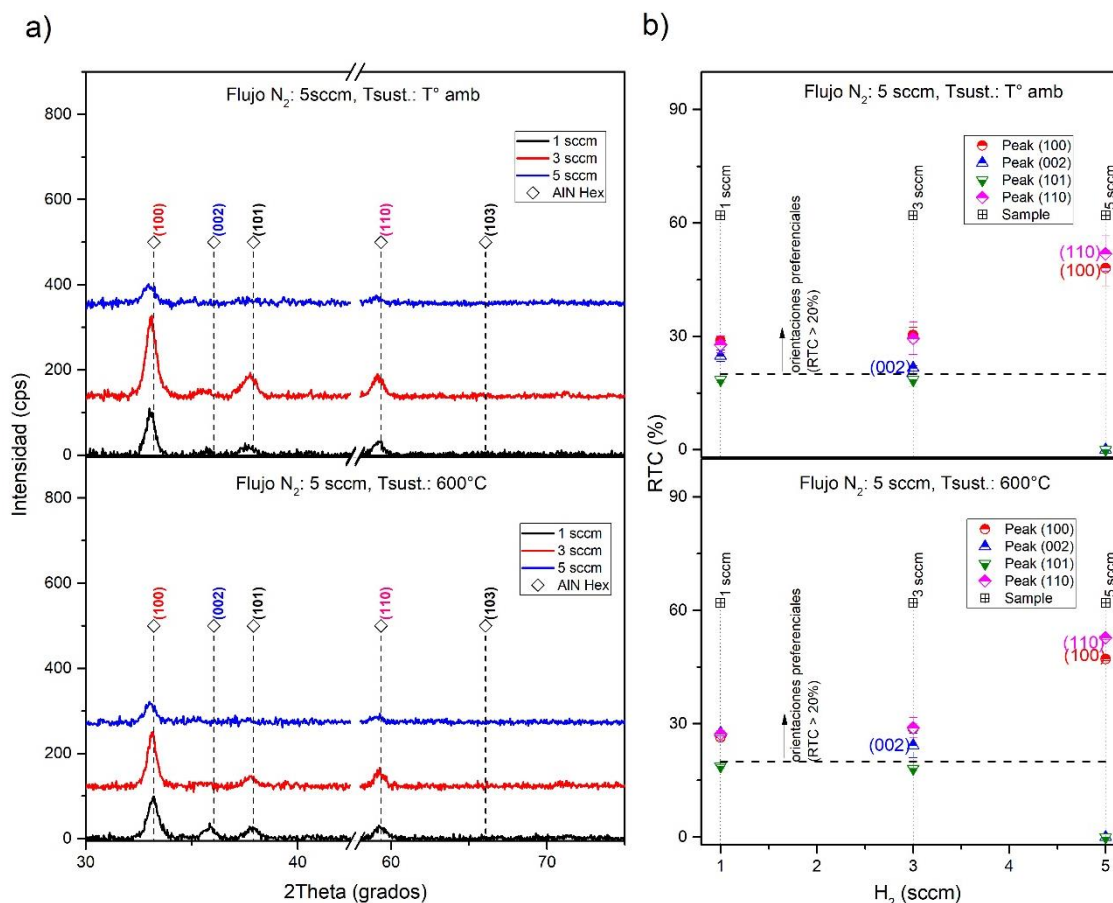 a)
Flujo N₂: 5sccm, Tsust.: T° amb
800
600
400
200
0
1 sccm
3 sccm
5 sccm
AlN Hex
(100)
(002)
(101)
(110)
(103)
Flujo N₂: 5 sccm, Tsust.: 600°C
800
600
400
200
0
1 sccm
3 sccm
5 sccm
AlN Hex
(100)
(002)
(101)
(110)
(103)
Intensidad (cps)
30
40
60
70
2Theta (grados)
b)
Flujo N₂: 5 sccm, Tsust.: T° amb
90
60
30
0
Peak (100)
Peak (002)
Peak (101)
Peak (110)
Sample
1 sccm
3 sccm
5 sccm
(110)
(100)
(002)
orientaciones preferenciales
(RTC > 20%)
Flujo N₂: 5 sccm, Tsust.: 600°C
90
60
30
0
Peak (100)
Peak (002)
Peak (101)
Peak (110)
Sample
1 sccm
3 sccm
5 sccm
(110)
(100)
(002)
orientaciones preferenciales
(RTC > 20%)
RTC (%)
1
2
3
4
5
H₂ (sccm)